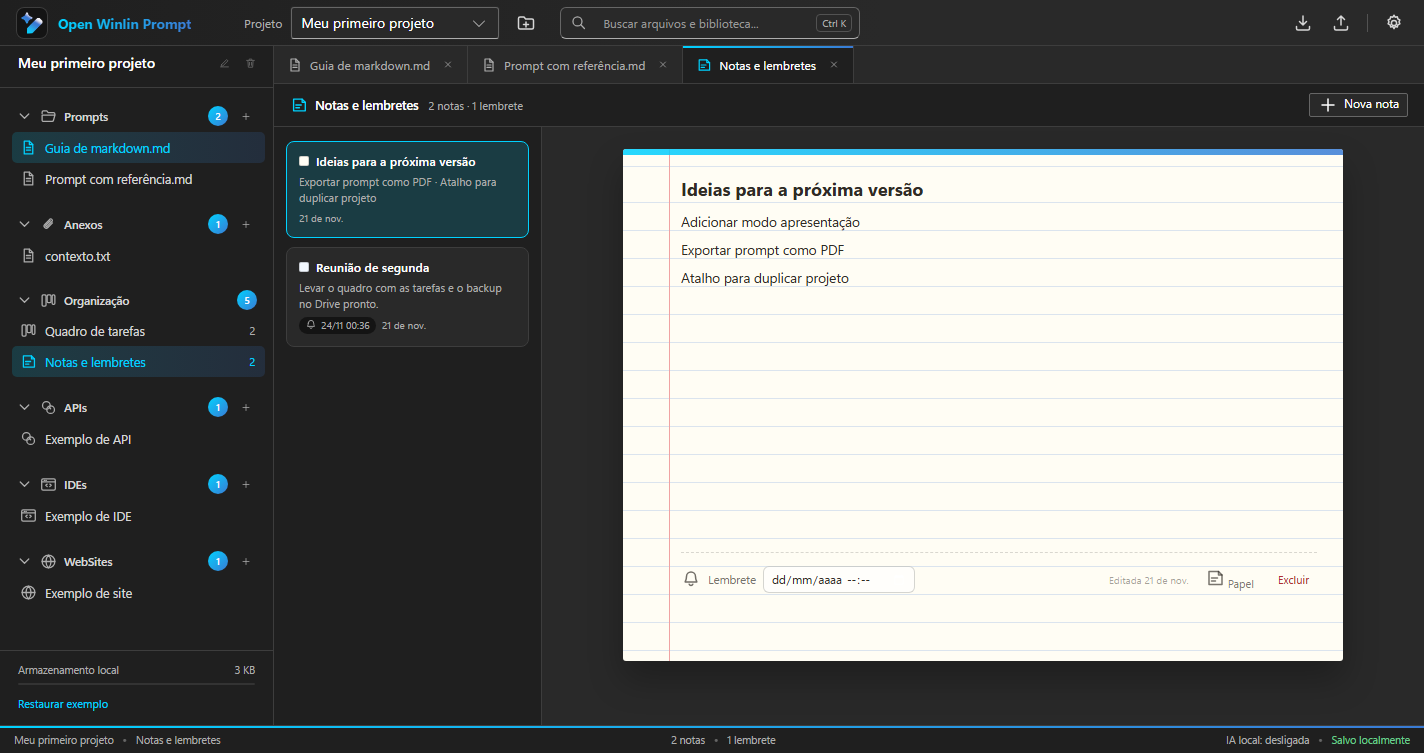 Open Winlin Prompt
Projeto
Meu primeiro projeto
Buscar arquivos e biblioteca...
Ctrl K
Meu primeiro projeto
Prompts
2
Guia de markdown.md
Prompt com referência.md
Anexos
1
contexto.txt
Organização
5
Quadro de tarefas
2
Notas e lembretes
2
APIs
1
Exemplo de API
IDEs
1
Exemplo de IDE
WebSites
1
Exemplo de site
Armazenamento local
3 KB
Restaurar exemplo
Guia de markdown.md
Prompt com referência.md
Notas e lembretes
Notas e lembretes
2 notas · 1 lembrete
Nova nota
Ideias para a próxima versão
Exportar prompt como PDF · Atalho para
duplicar projeto
21 de nov.
Reunião de segunda
Levar o quadro com as tarefas e o backup
no Drive pronto.
24/11 00:36
21 de nov.
Ideias para a próxima versão
Adicionar modo apresentação
Exportar prompt como PDF
Atalho para duplicar projeto
Lembrete
dd/mm/aaaa --:--
Editada 21 de nov.
Papel
Excluir
Meu primeiro projeto • Notas e lembretes
2 notas • 1 lembrete
IA local: desligada • Salvo localmente